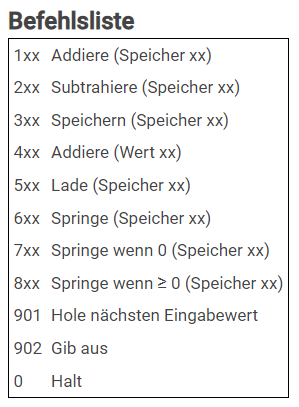 Befehlsliste
1xx Addiere (Speicher xx)
2xx Subtrahiere (Speicher xx)
3xx Speichern (Speicher xx)
4xx Addiere (Wert xx)
5xx Lade (Speicher xx)
6xx Springe (Speicher xx)
7xx Springe wenn 0 (Speicher xx)
8xx Springe wenn ≥ 0 (Speicher xx)
901 Hole nächsten Eingabewert
902 Gib aus
0 Halt